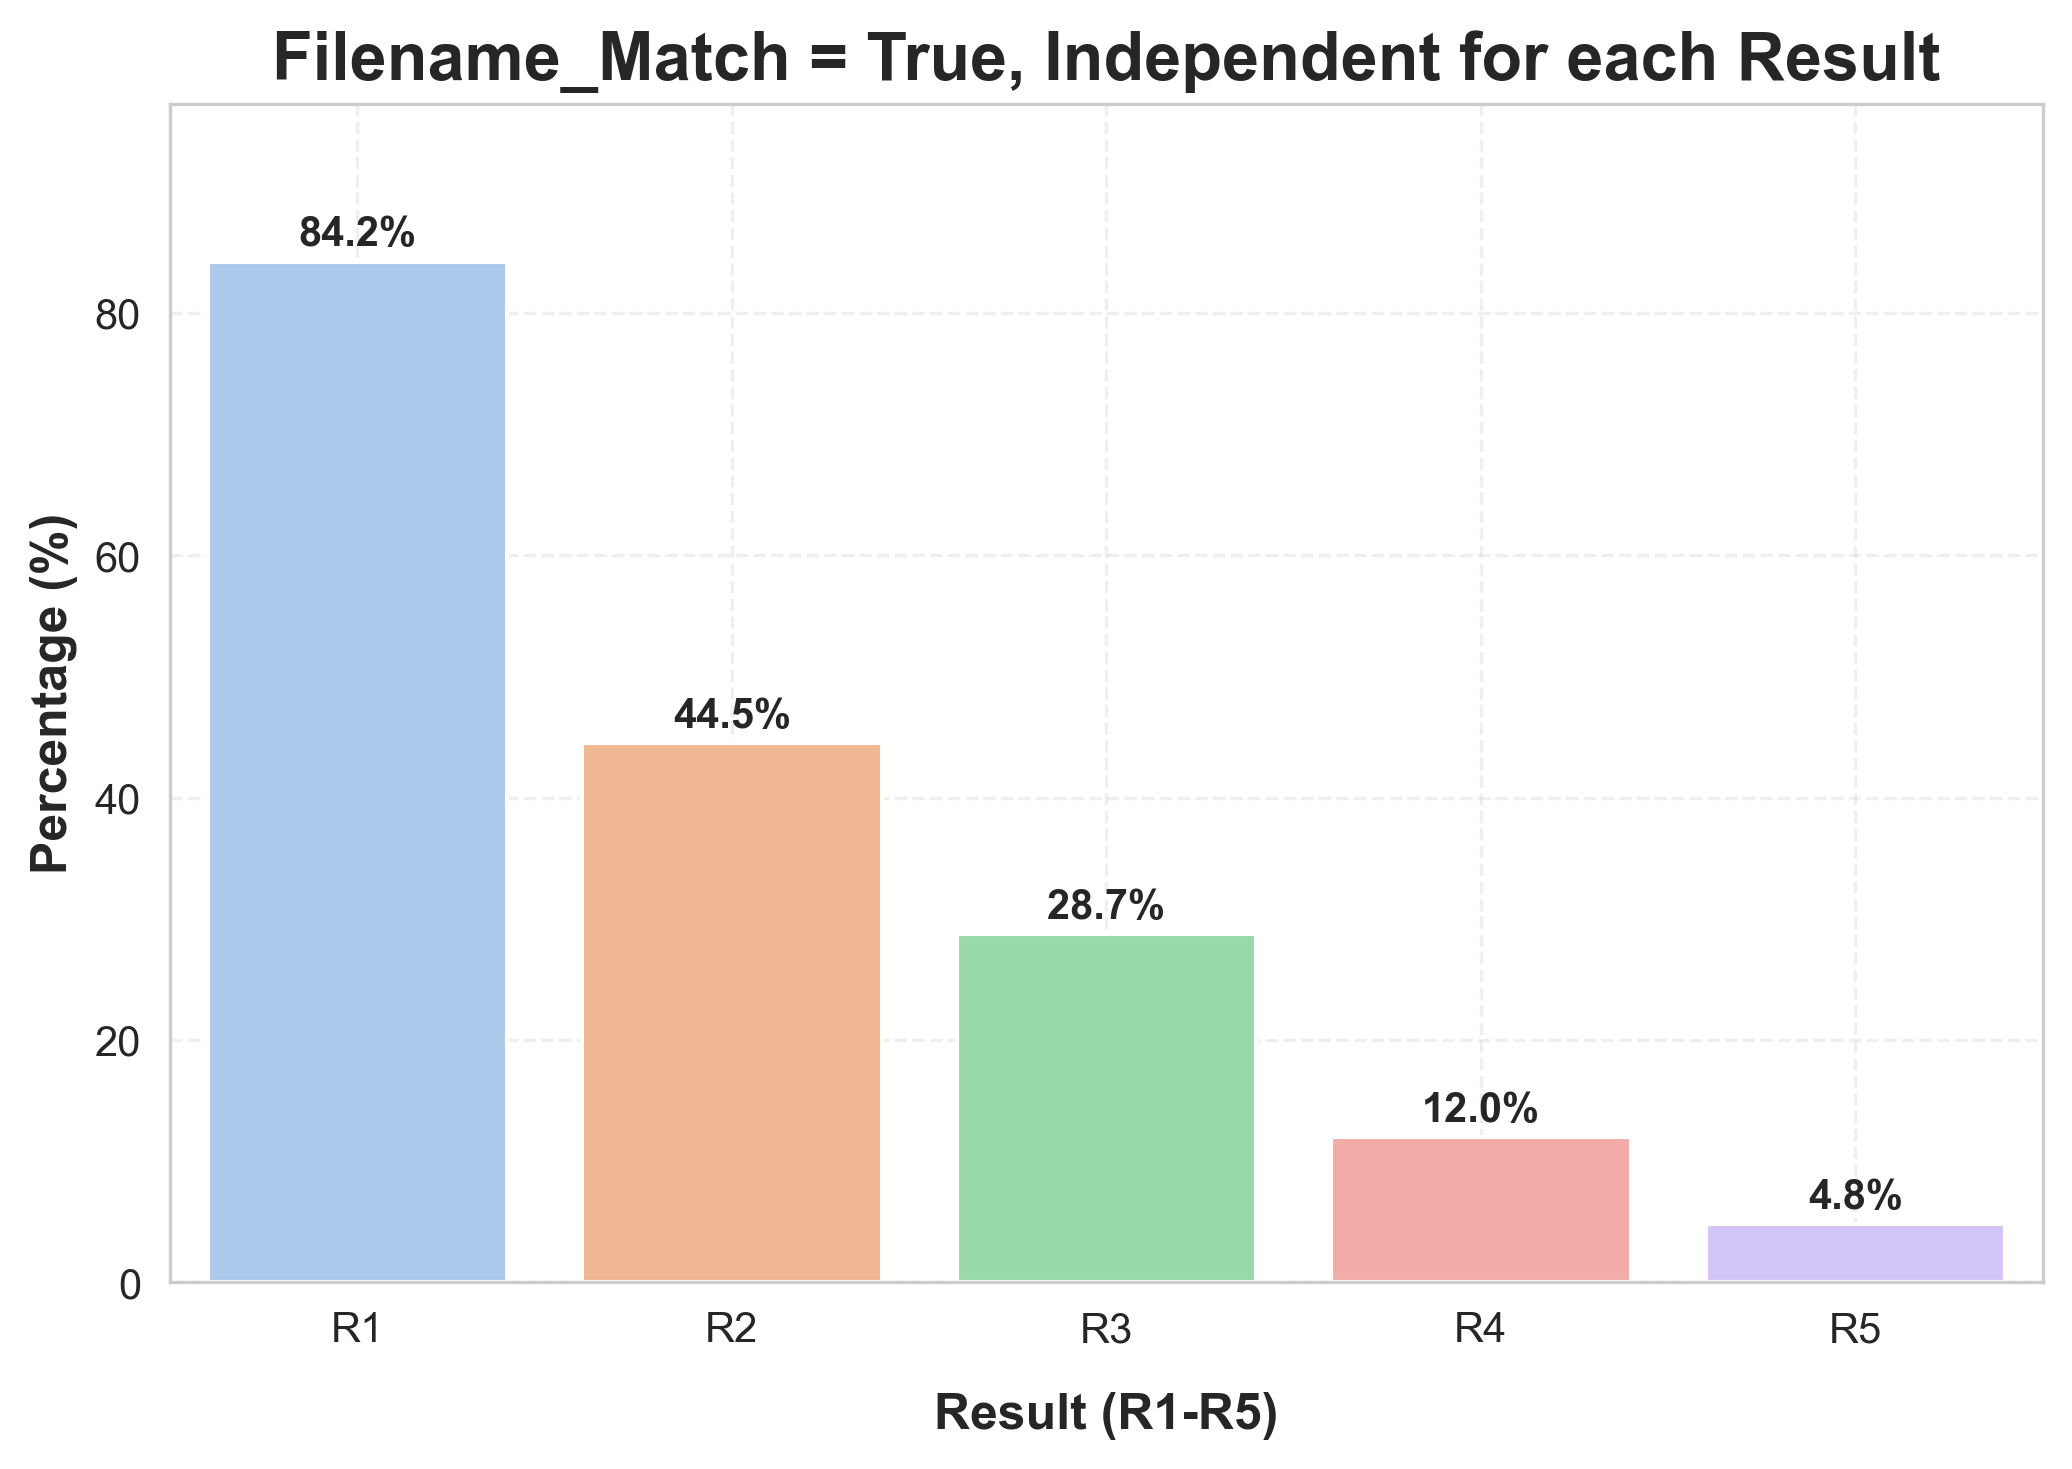 Filename_Match = True, Independent for each Result
84.2%
44.5%
28.7%
12.0%
4.8%
80
60
40
20
0
Percentage (%)
R1 R2 R3 R4 R5
Result (R1-R5)